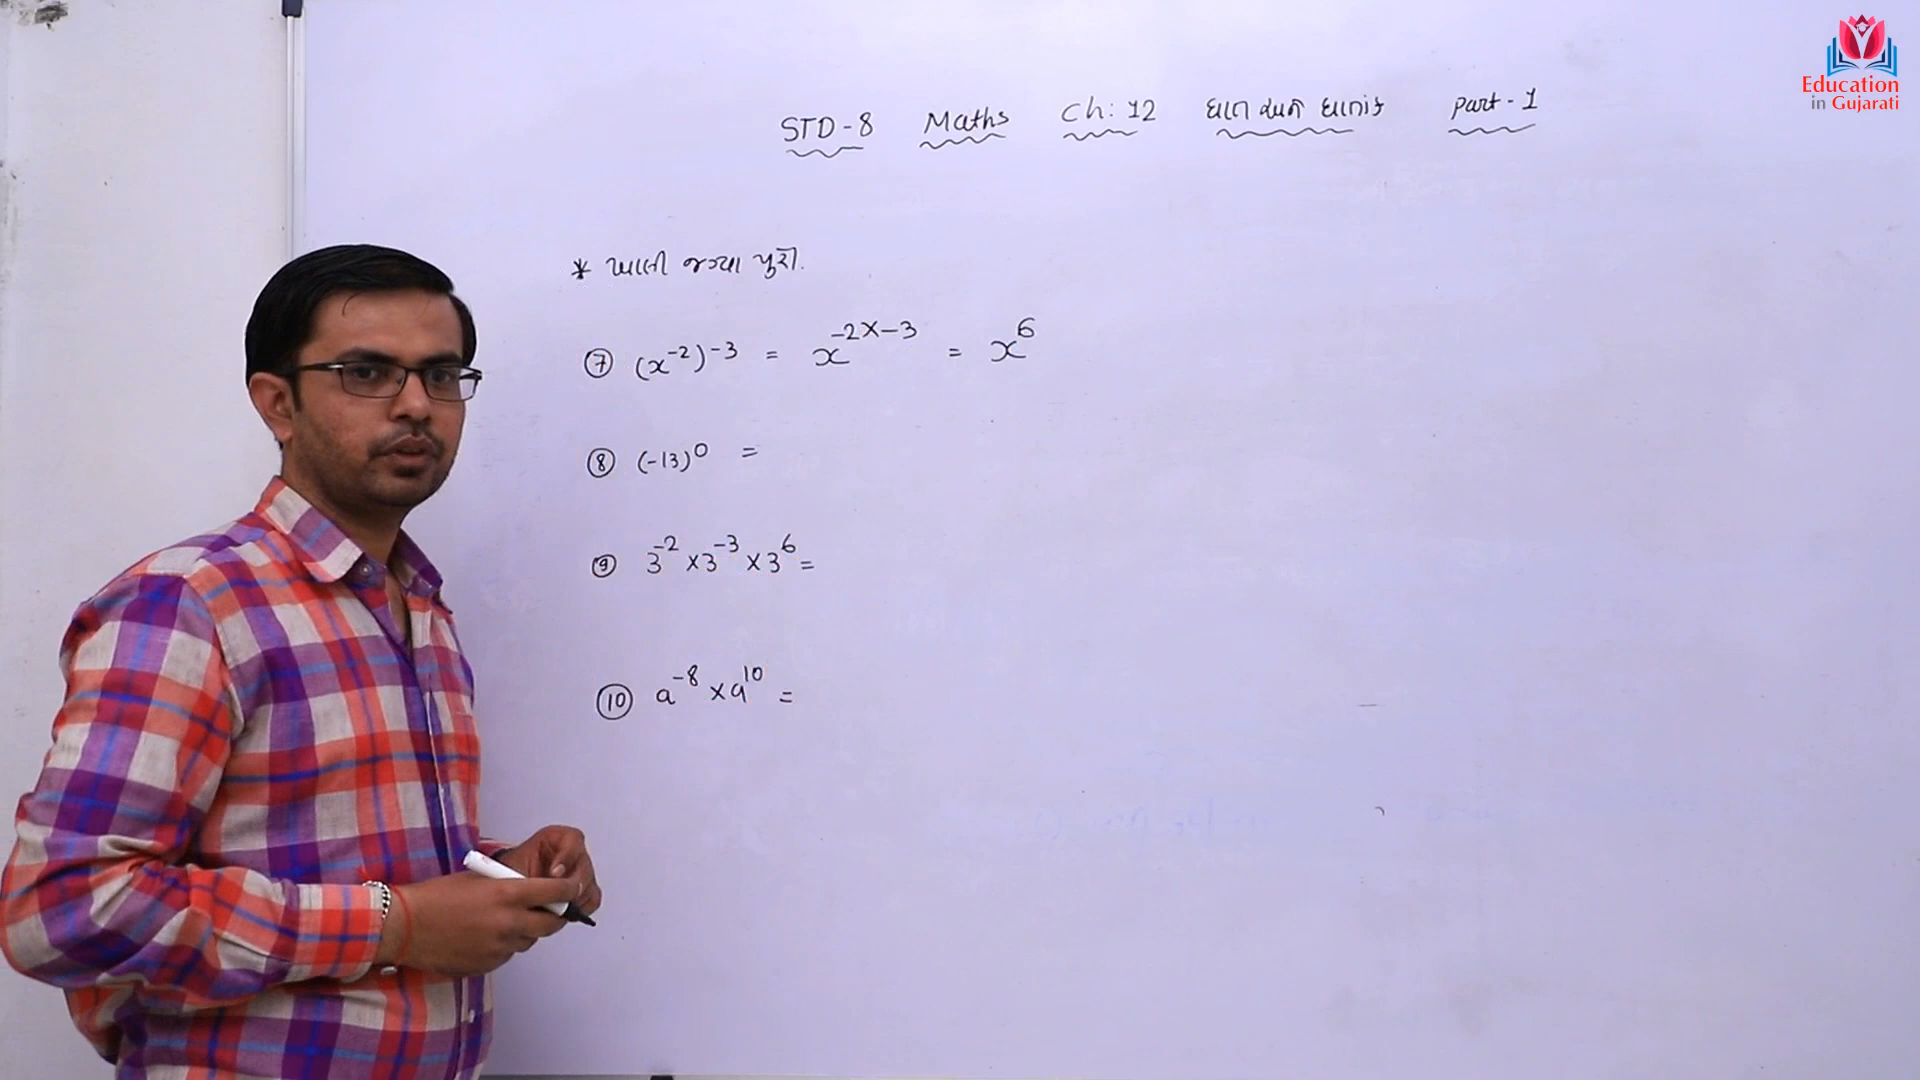 Education
in Gujarati
STD-8 Maths Ch: 12 ઘાત અને ઘાતાંક Part-1
* ખાલી જગ્યા પૂરો.
⑦ (x⁻²)⁻³ = x⁻²ˣ⁻³ = x⁶
⑧ (-13)⁰ =
⑨ 3⁻² × 3⁻³ × 3⁶ =
⑩ a⁻⁸ × a¹⁰ =